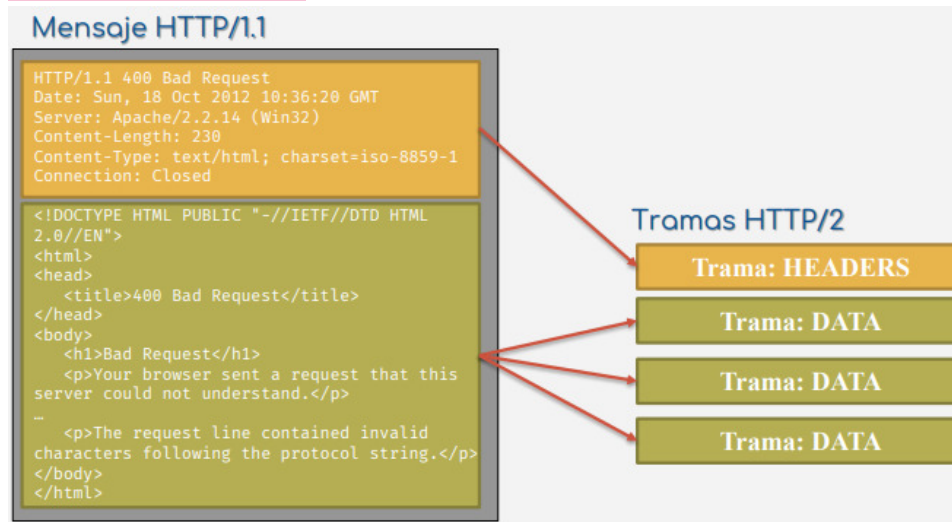 Mensaje HTTP/1.1
HTTP/1.1 400 Bad Request
Date: Sun, 18 Oct 2012 10:36:20 GMT
Server: Apache/2.2.14 (Win32)
Content-Length: 230
Content-Type: text/html; charset=iso-8859-1
Connection: Closed
<!DOCTYPE HTML PUBLIC "-//IETF//DTD HTML
2.0//EN">
<html>
<head>
   <title>400 Bad Request</title>
</head>
<body>
   <h1>Bad Request</h1>
   <p>Your browser sent a request that this
server could not understand.</p>
…
   <p>The request line contained invalid
characters following the protocol string.</p>
</body>
</html>
Tramas HTTP/2
Trama: HEADERS
Trama: DATA
Trama: DATA
Trama: DATA